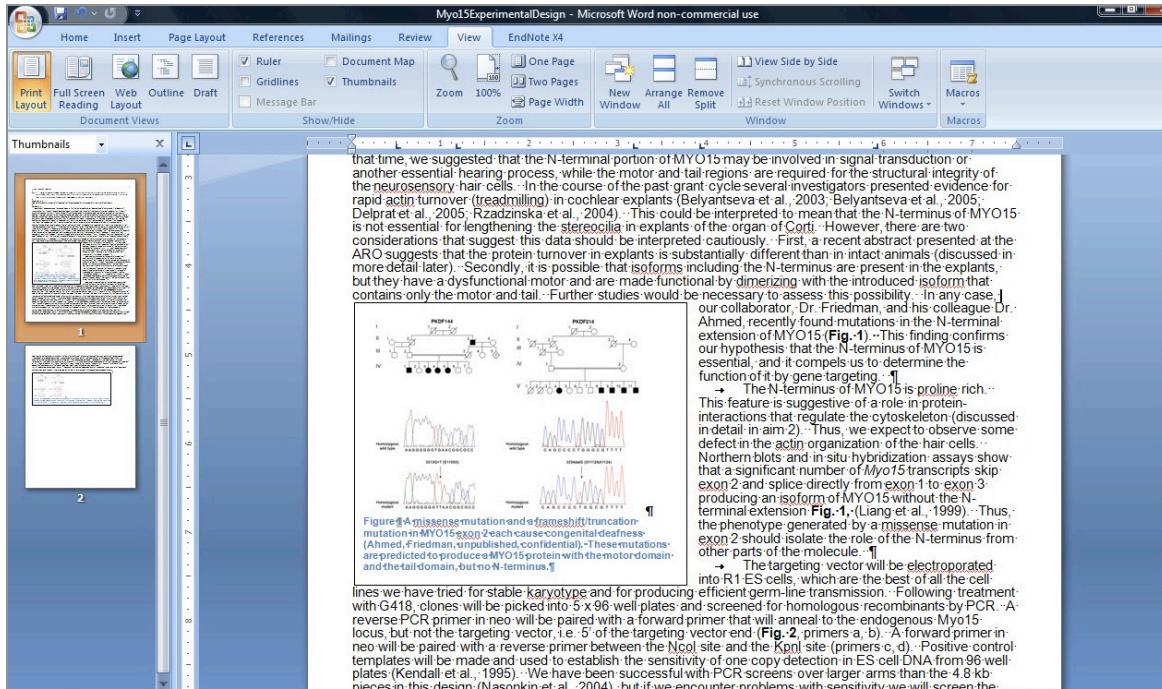 Myo15ExperimentalDesign - Microsoft Word non-commercial use
Home Insert Page Layout References Mailings Review View EndNote X4
Print Layout
Full Screen Reading
Web Layout
Outline
Draft
Document Views
Ruler
Gridlines
Message Bar
Document Map
Thumbnails
Show/Hide
Zoom
100%
One Page
Two Pages
Page Width
Zoom
New Window
Arrange All
Remove Split
View Side by Side
Synchronous Scrolling
Reset Window Position
Window
Switch Windows
Macros
Macros
Thumbnails
1
2
that time, we suggested that the N-terminal portion of MYO15 may be involved in signal transduction or
another essential hearing process, while the motor and tail regions are required for the structural integrity of
the neurosensory hair cells. In the course of the past grant cycle several investigators presented evidence for
rapid actin turnover (treadmilling) in cochlear explants (Belyantseva et al., 2003; Belyantseva et al., 2005;
Delprat et al., 2005; Rzadzinska et al., 2004). This could be interpreted to mean that the N-terminus of MYO15
is not essential for lengthening the stereocilia in explants of the organ of Corti. However, there are two
considerations that suggest this data should be interpreted cautiously. First, a recent abstract presented at the
ARO suggests that the protein turnover in explants is substantially different than in intact animals (discussed in
more detail later). Secondly, it is possible that isoforms including the N-terminus are present in the explants,
but they have a dysfunctional motor and are made functional by dimerizing with the introduced isoform that
contains only the motor and tail. Further studies would be necessary to assess this possibility. In any case,
our collaborator, Dr. Friedman, and his colleague Dr.
Ahmed, recently found mutations in the N-terminal
extension of MYO15 (Fig. 1). This finding confirms
our hypothesis that the N-terminus of MYO15 is
essential, and it compels us to determine the
function of it by gene targeting. ¶
→ The N-terminus of MYO15 is proline rich.
This feature is suggestive of a role in protein-
interactions that regulate the cytoskeleton (discussed
in detail in aim 2). Thus, we expect to observe some
defect in the actin organization of the hair cells.
Northern blots and in situ hybridization assays show
that a significant number of Myo15 transcripts skip
exon 2 and splice directly from exon 1 to exon 3
producing an isoform of MYO15 without the N-
terminal extension Fig. 1, (Liang et al., 1999). Thus,
the phenotype generated by a missense mutation in
exon 2 should isolate the role of the N-terminus from
other parts of the molecule. ¶
→ The targeting vector will be electroporated
into R1 ES cells, which are the best of all the cell
PKDF144
PKDF214
Homozygous wild type
AAGGGGGTGAACGGCGCC
CAGCCCCTGGCGTTTT
Figure ¶ A missense mutation and a frameshift/truncation
mutation in MYO15 exon 2 each cause congenital deafness
(Ahmed, Friedman, unpublished, confidential). These mutations
are predicted to produce a MYO15 protein with the motor domain
and the tail domain, but no N-terminus.¶
lines we have tried for stable karyotype and for producing efficient germ-line transmission. Following treatment
with G418, clones will be picked into 5 x 96 well plates and screened for homologous recombinants by PCR. A
reverse PCR primer in neo will be paired with a forward primer that will anneal to the endogenous Myo15
locus, but not the targeting vector, i.e. 5' of the targeting vector end (Fig. 2, primers a, b). A forward primer in
neo will be paired with a reverse primer between the NcoI site and the KpnI site (primers c, d). Positive control
templates will be made and used to establish the sensitivity of one copy detection in ES cell DNA from 96 well
plates (Kendall et al., 1995). We have been successful with PCR screens over larger arms than the 4.8 kb
pieces in this design (Nasonkin et al., 2004), but if we encounter problems with sensitivity we will screen the